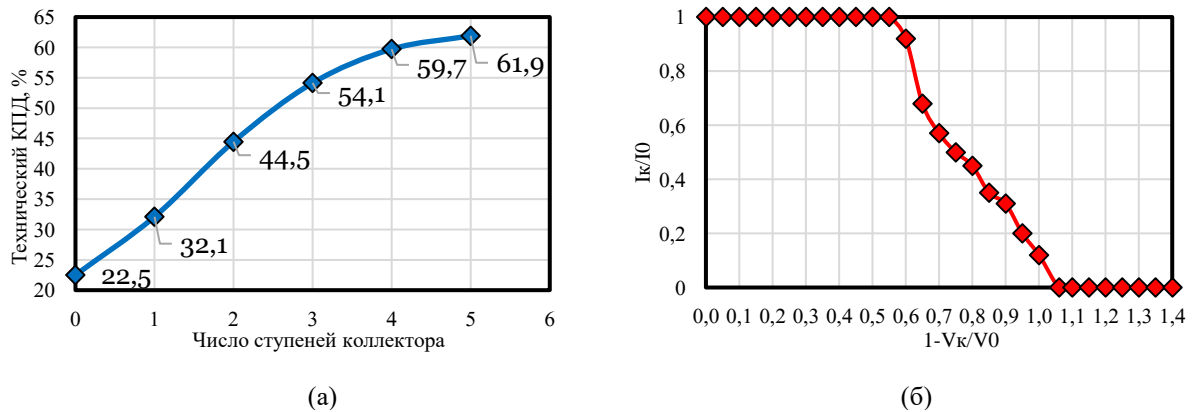 Технический КПД, %
65
60
55
50
45
40
35
30
25
20
22,5
32,1
44,5
54,1
59,7
61,9
0 1 2 3 4 5 6
Число ступеней коллектора
(а)
Iк/I0
1
0,8
0,6
0,4
0,2
0
0,0 0,1 0,2 0,3 0,4 0,5 0,6 0,7 0,8 0,9 1,0 1,1 1,2 1,3 1,4
1-Vк/V0
(б)